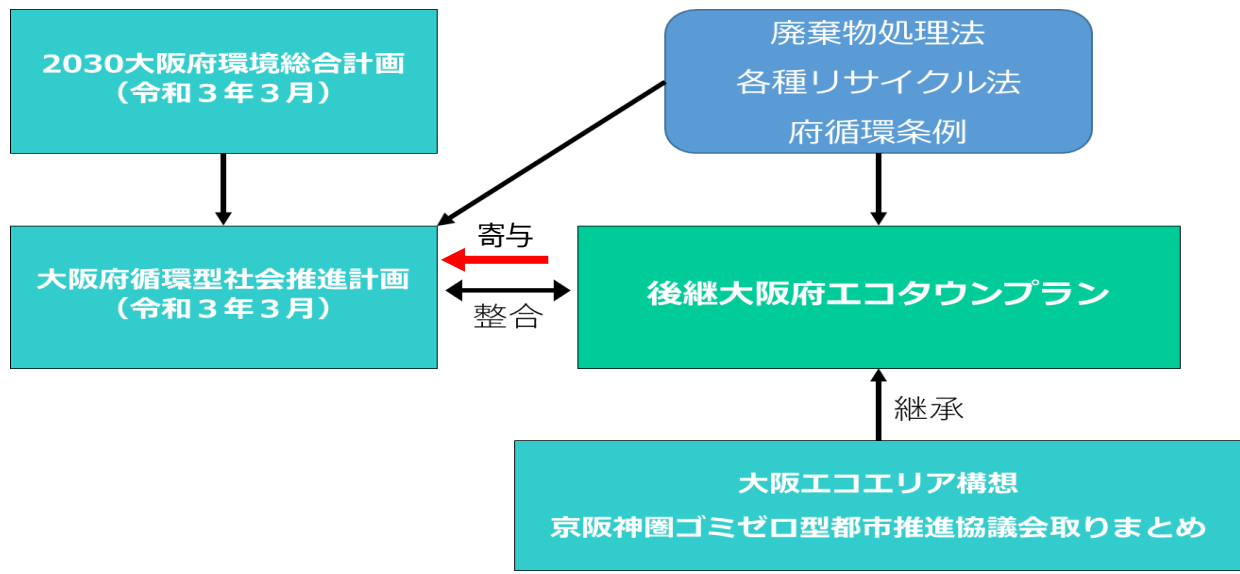 2030大阪府環境総合計画
（令和３年３月）
廃棄物処理法
各種リサイクル法
府循環条例
大阪府循環型社会推進計画
（令和３年３月）
寄与
整合
後継大阪府エコタウンプラン
継承
大阪エコエリア構想
京阪神圏ゴミゼロ型都市推進協議会取りまとめ